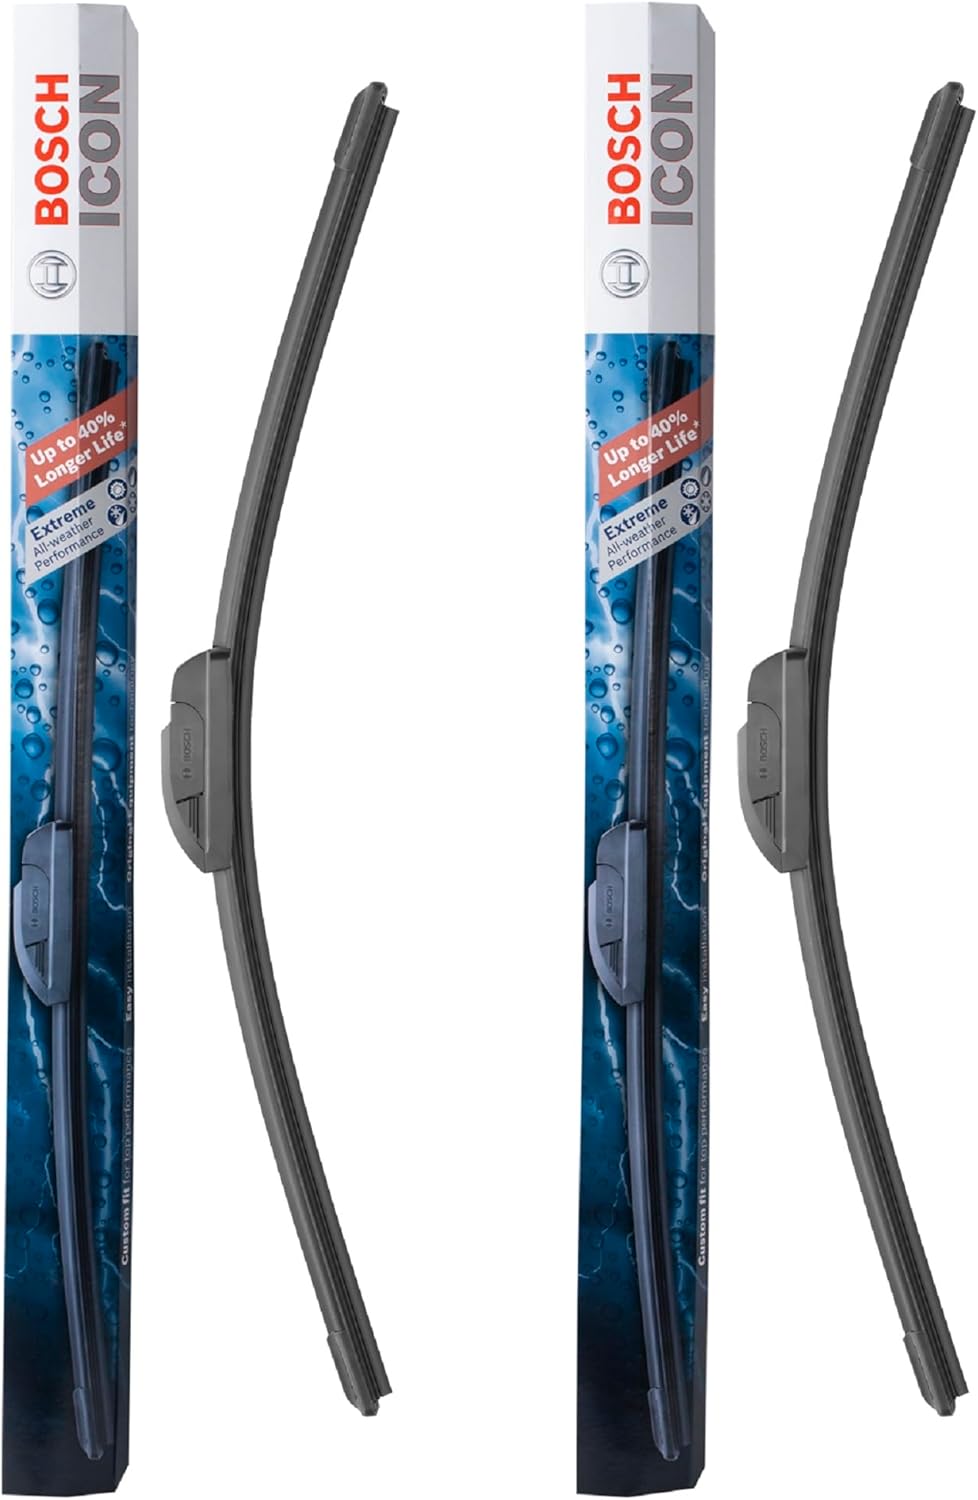 BOSCH
ICON
Up to 40%
Longer Life*
Extreme
All-weather
Performance
Custom fit for top performance
Easy installation
Original Equipment technology
BOSCH
BOSCH
BOSCH
ICON
Up to 40%
Longer Life*
Extreme
All-weather
Performance
Custom fit for top performance
Easy installation
Original Equipment technology
BOSCH
BOSCH